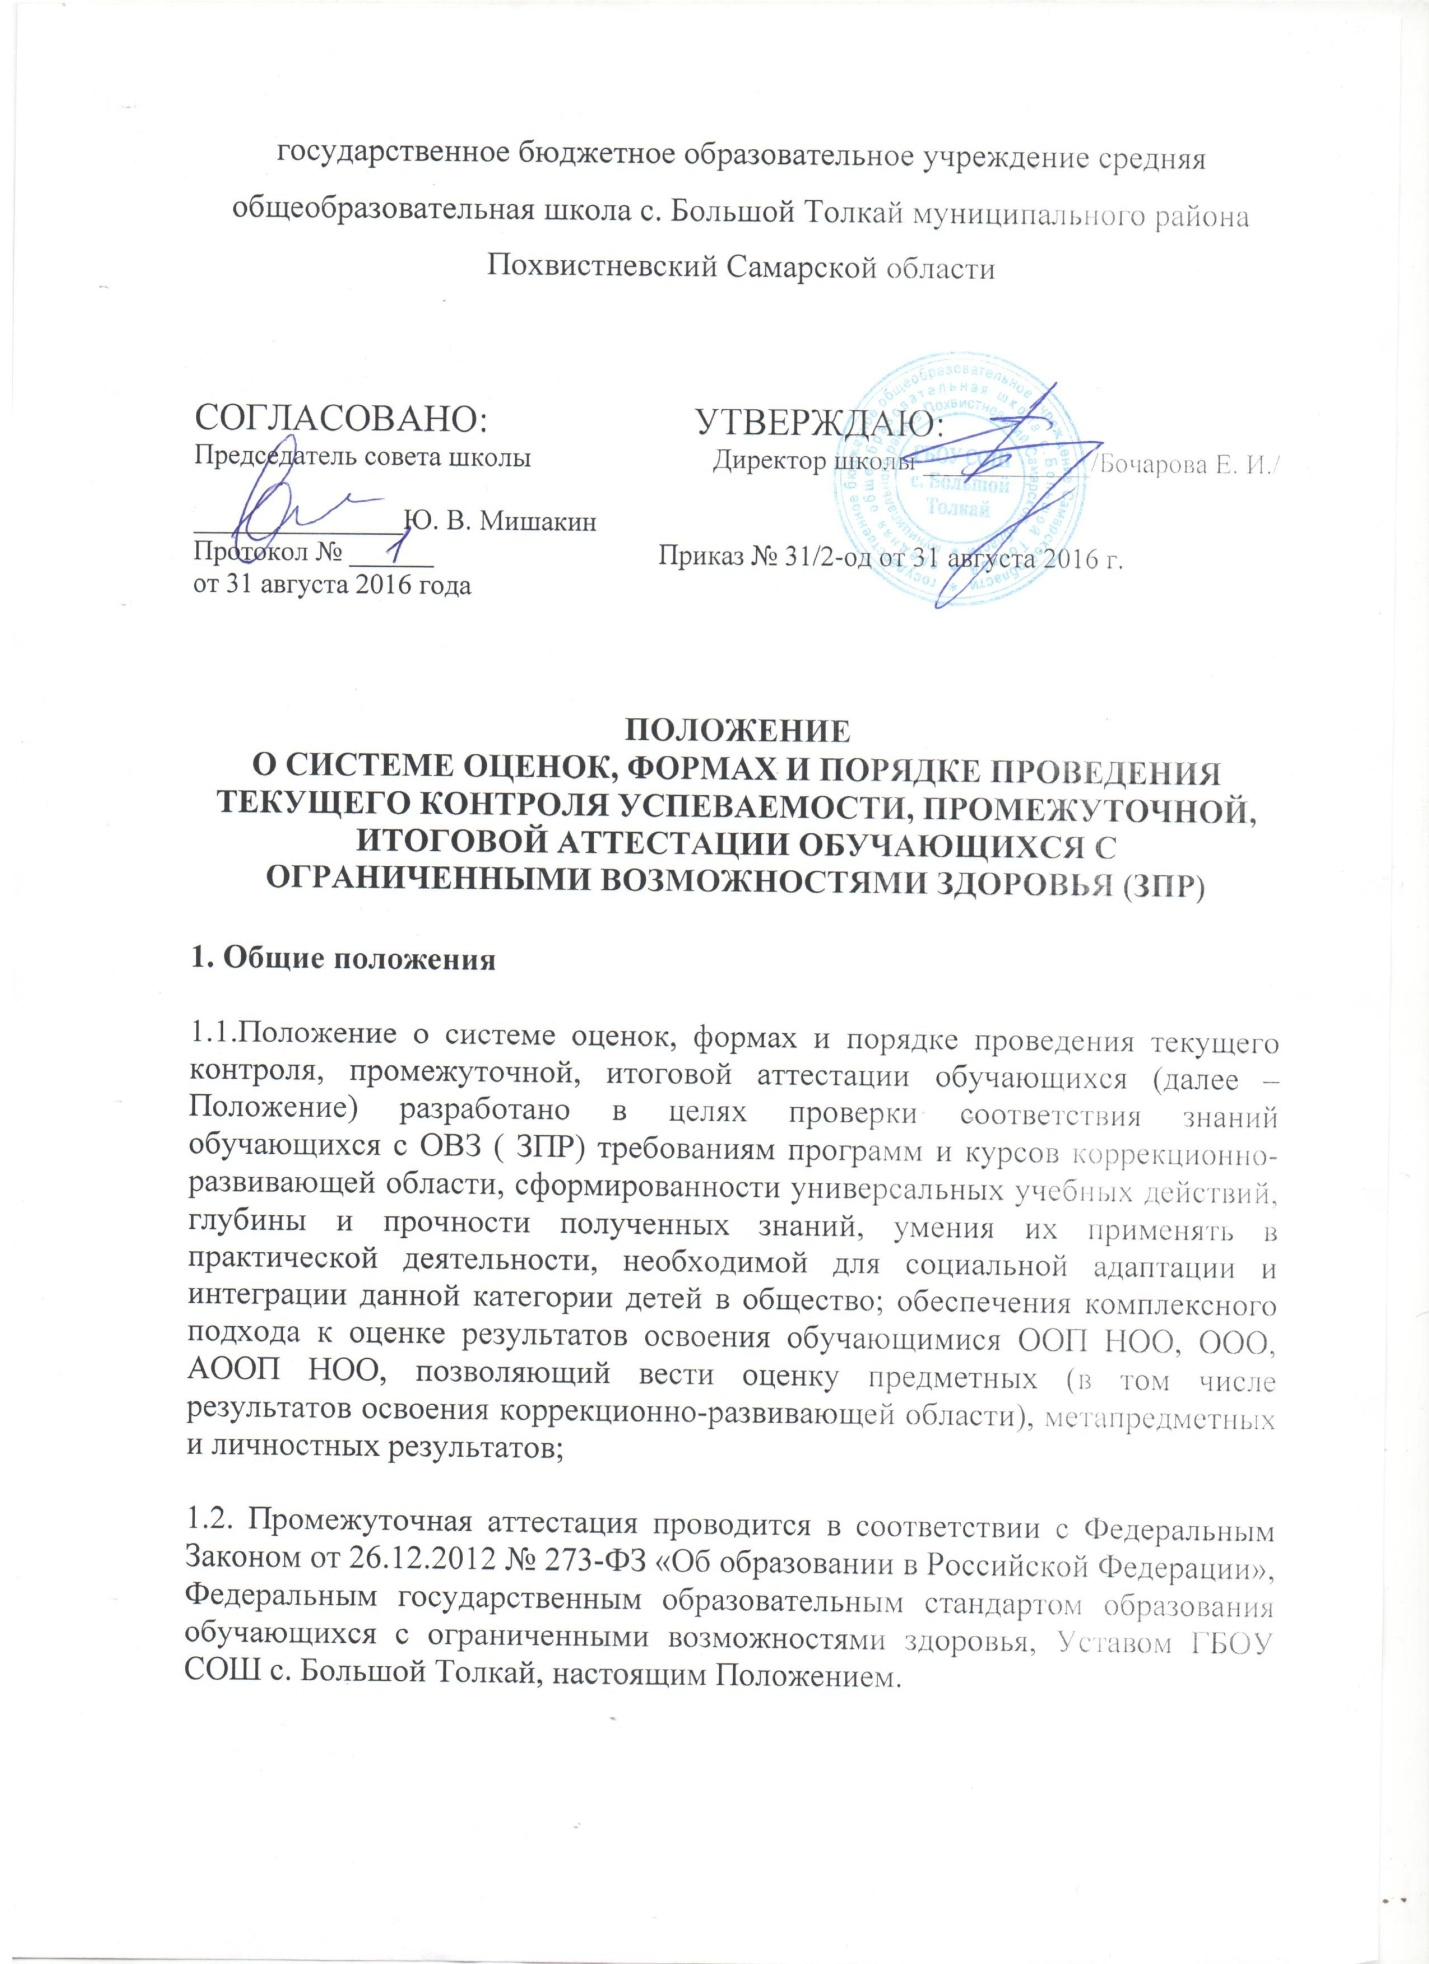 государственное бюджетное образовательное учреждение средняя
общеобразовательная школа с. Большой Толкай муниципального района
Похвистневский Самарской области
СОГЛАСОВАНО:
Председатель совета школы
Ю. В. Мишакин
Протокол № 1
от 31 августа 2016 года
УТВЕРЖДАЮ:
Директор школы /Бочарова Е. И./
ГБОУ СОШ
с. Большой
Толкай
Приказ № 31/2-од от 31 августа 2016 г.
ПОЛОЖЕНИЕ
О СИСТЕМЕ ОЦЕНОК, ФОРМАХ И ПОРЯДКЕ ПРОВЕДЕНИЯ
ТЕКУЩЕГО КОНТРОЛЯ УСПЕВАЕМОСТИ, ПРОМЕЖУТОЧНОЙ,
ИТОГОВОЙ АТТЕСТАЦИИ ОБУЧАЮЩИХСЯ С
ОГРАНИЧЕННЫМИ ВОЗМОЖНОСТЯМИ ЗДОРОВЬЯ (ЗПР)
1. Общие положения
1.1.Положение о системе оценок, формах и порядке проведения текущего
контроля, промежуточной, итоговой аттестации обучающихся (далее –
Положение) разработано в целях проверки соответствия знаний
обучающихся с ОВЗ ( ЗПР) требованиям программ и курсов коррекционно-
развивающей области, сформированности универсальных учебных действий,
глубины и прочности полученных знаний, умения их применять в
практической деятельности, необходимой для социальной адаптации и
интеграции данной категории детей в общество; обеспечения комплексного
подхода к оценке результатов освоения обучающимися ООП НОО, ООО,
АООП НОО, позволяющий вести оценку предметных (в том числе
результатов освоения коррекционно-развивающей области), метапредметных
и личностных результатов;
1.2. Промежуточная аттестация проводится в соответствии с Федеральным
Законом от 26.12.2012 № 273-ФЗ «Об образовании в Российской Федерации»,
Федеральным государственным образовательным стандартом образования
обучающихся с ограниченными возможностями здоровья, Уставом ГБОУ
СОШ с. Большой Толкай, настоящим Положением.